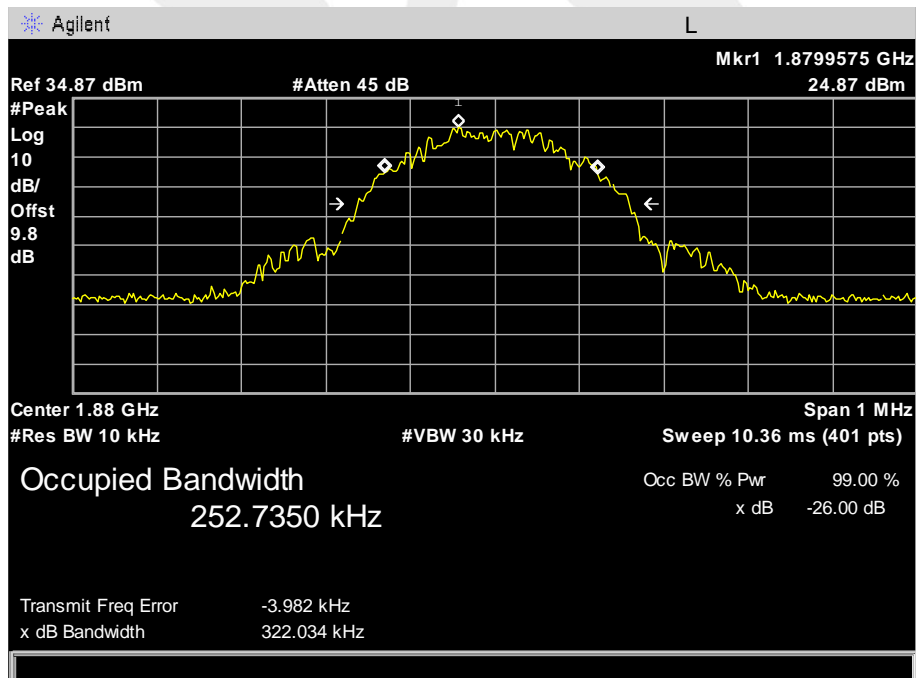 Agilent L
Mkr1 1.8799575 GHz
Ref 34.87 dBm #Atten 45 dB 24.87 dBm
#Peak
Log
10
dB/
Offst
9.8
dB
1
Center 1.88 GHz Span 1 MHz
#Res BW 10 kHz #VBW 30 kHz Sweep 10.36 ms (401 pts)
Occupied Bandwidth
252.7350 kHz
Occ BW % Pwr 99.00 %
x dB -26.00 dB
Transmit Freq Error -3.982 kHz
x dB Bandwidth 322.034 kHz